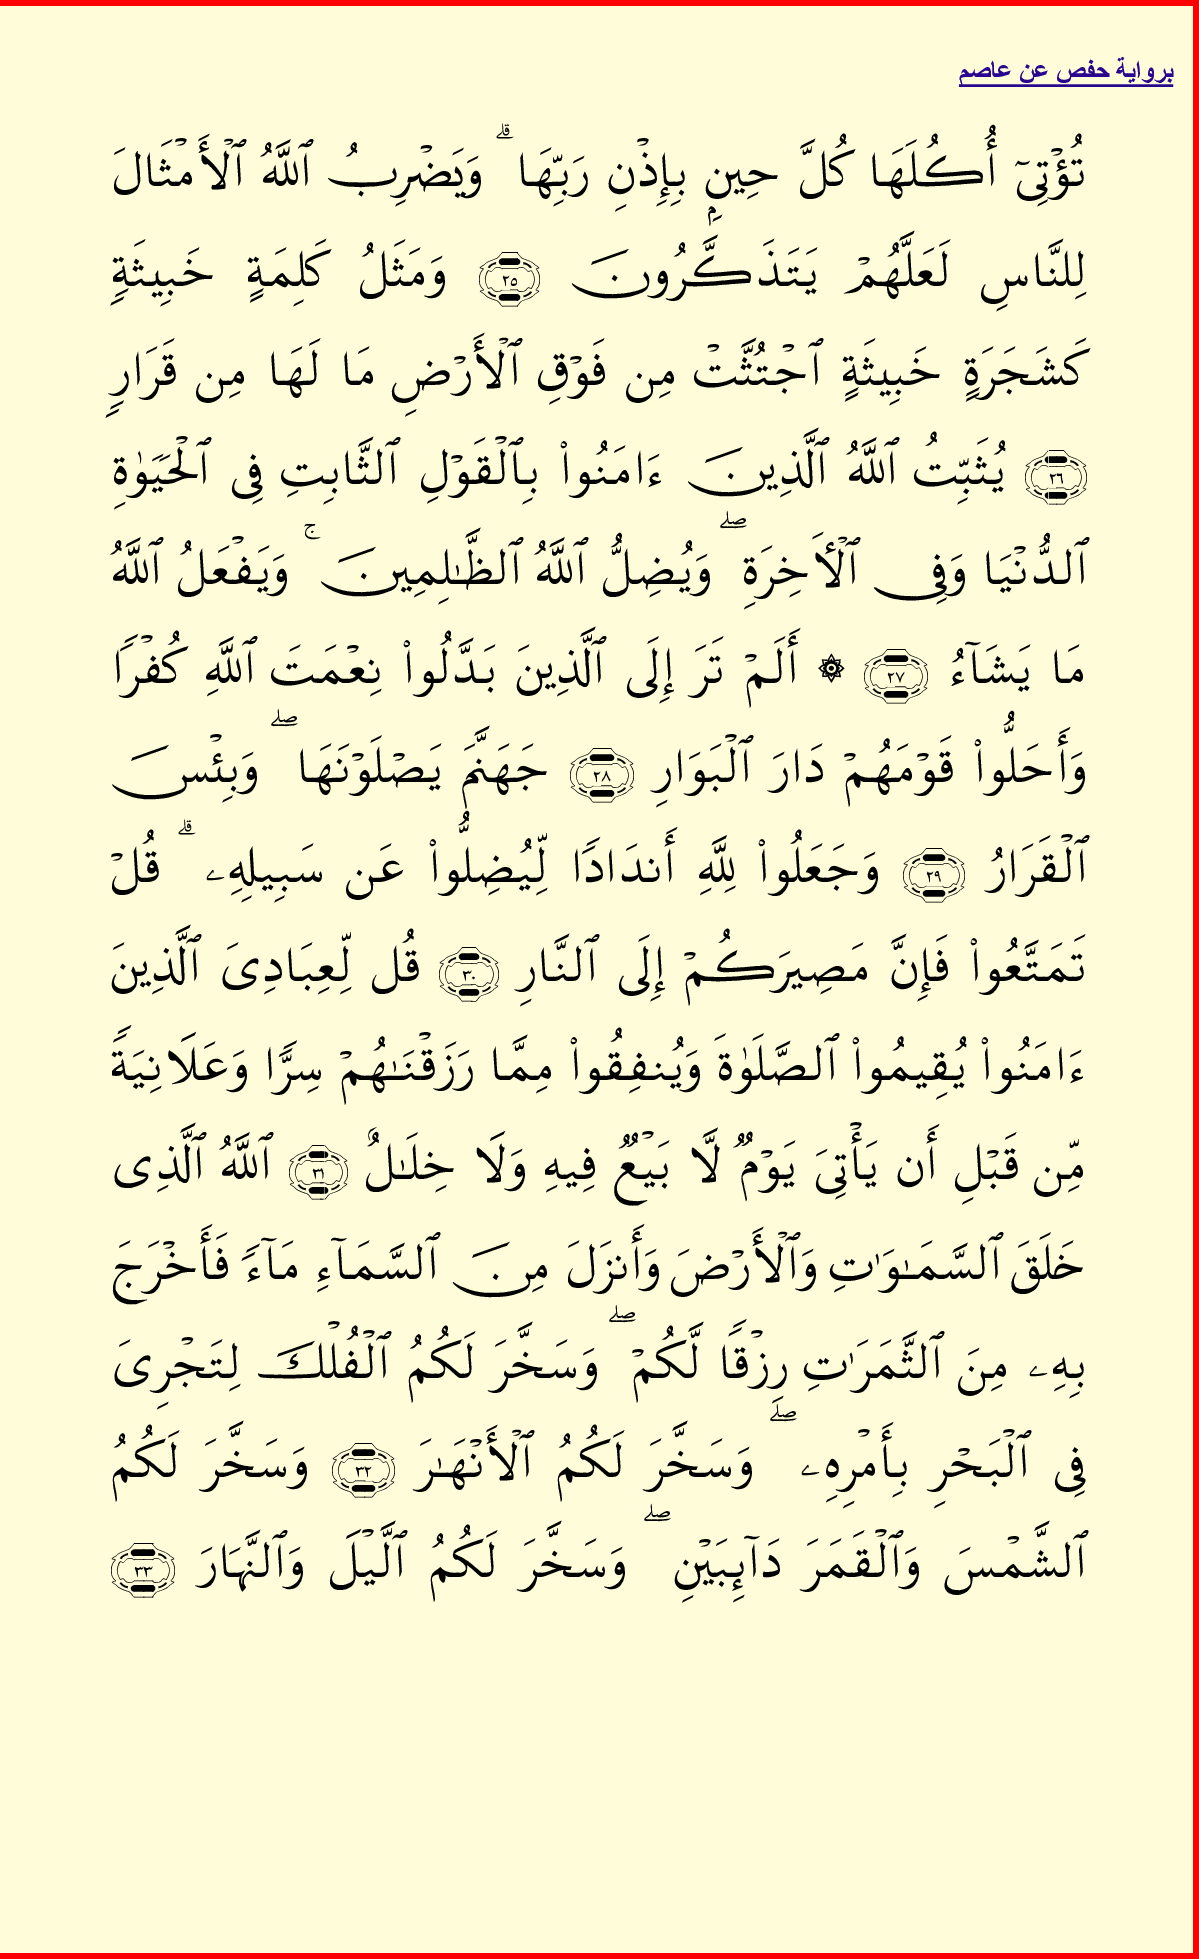 برواية حفص عن عاصم
تُؤْتِىٓ أُكُلَهَا كُلَّ حِينٍۭ بِإِذْنِ رَبِّهَا ۗ وَيَضْرِبُ ٱللَّهُ ٱلْأَمْثَالَ
لِلنَّاسِ لَعَلَّهُمْ يَتَذَكَّرُونَ ٢٥ وَمَثَلُ كَلِمَةٍ خَبِيثَةٍ
كَشَجَرَةٍ خَبِيثَةٍ ٱجْتُثَّتْ مِن فَوْقِ ٱلْأَرْضِ مَا لَهَا مِن قَرَارٍ
٢٦ يُثَبِّتُ ٱللَّهُ ٱلَّذِينَ ءَامَنُوا۟ بِٱلْقَوْلِ ٱلثَّابِتِ فِى ٱلْحَيَوٰةِ
ٱلدُّنْيَا وَفِى ٱلْـَٔاخِرَةِ ۖ وَيُضِلُّ ٱللَّهُ ٱلظَّـٰلِمِينَ ۚ وَيَفْعَلُ ٱللَّهُ
مَا يَشَآءُ ٢٧ ۞ أَلَمْ تَرَ إِلَى ٱلَّذِينَ بَدَّلُوا۟ نِعْمَتَ ٱللَّهِ كُفْرًا
وَأَحَلُّوا۟ قَوْمَهُمْ دَارَ ٱلْبَوَارِ ٢٨ جَهَنَّمَ يَصْلَوْنَهَا ۖ وَبِئْسَ
ٱلْقَرَارُ ٢٩ وَجَعَلُوا۟ لِلَّهِ أَندَادًا لِّيُضِلُّوا۟ عَن سَبِيلِهِۦ ۗ قُلْ
تَمَتَّعُوا۟ فَإِنَّ مَصِيرَكُمْ إِلَى ٱلنَّارِ ٣٠ قُل لِّعِبَادِىَ ٱلَّذِينَ
ءَامَنُوا۟ يُقِيمُوا۟ ٱلصَّلَوٰةَ وَيُنفِقُوا۟ مِمَّا رَزَقْنَـٰهُمْ سِرًّا وَعَلَانِيَةً
مِّن قَبْلِ أَن يَأْتِىَ يَوْمٌ لَّا بَيْعٌ فِيهِ وَلَا خِلَـٰلٌ ٣١ ٱللَّهُ ٱلَّذِى
خَلَقَ ٱلسَّمَـٰوَٰتِ وَٱلْأَرْضَ وَأَنزَلَ مِنَ ٱلسَّمَآءِ مَآءً فَأَخْرَجَ
بِهِۦ مِنَ ٱلثَّمَرَٰتِ رِزْقًا لَّكُمْ ۖ وَسَخَّرَ لَكُمُ ٱلْفُلْكَ لِتَجْرِىَ
فِى ٱلْبَحْرِ بِأَمْرِهِۦ ۖ وَسَخَّرَ لَكُمُ ٱلْأَنْهَـٰرَ ٣٢ وَسَخَّرَ لَكُمُ
ٱلشَّمْسَ وَٱلْقَمَرَ دَآئِبَيْنِ ۖ وَسَخَّرَ لَكُمُ ٱلَّيْلَ وَٱلنَّهَارَ ٣٣